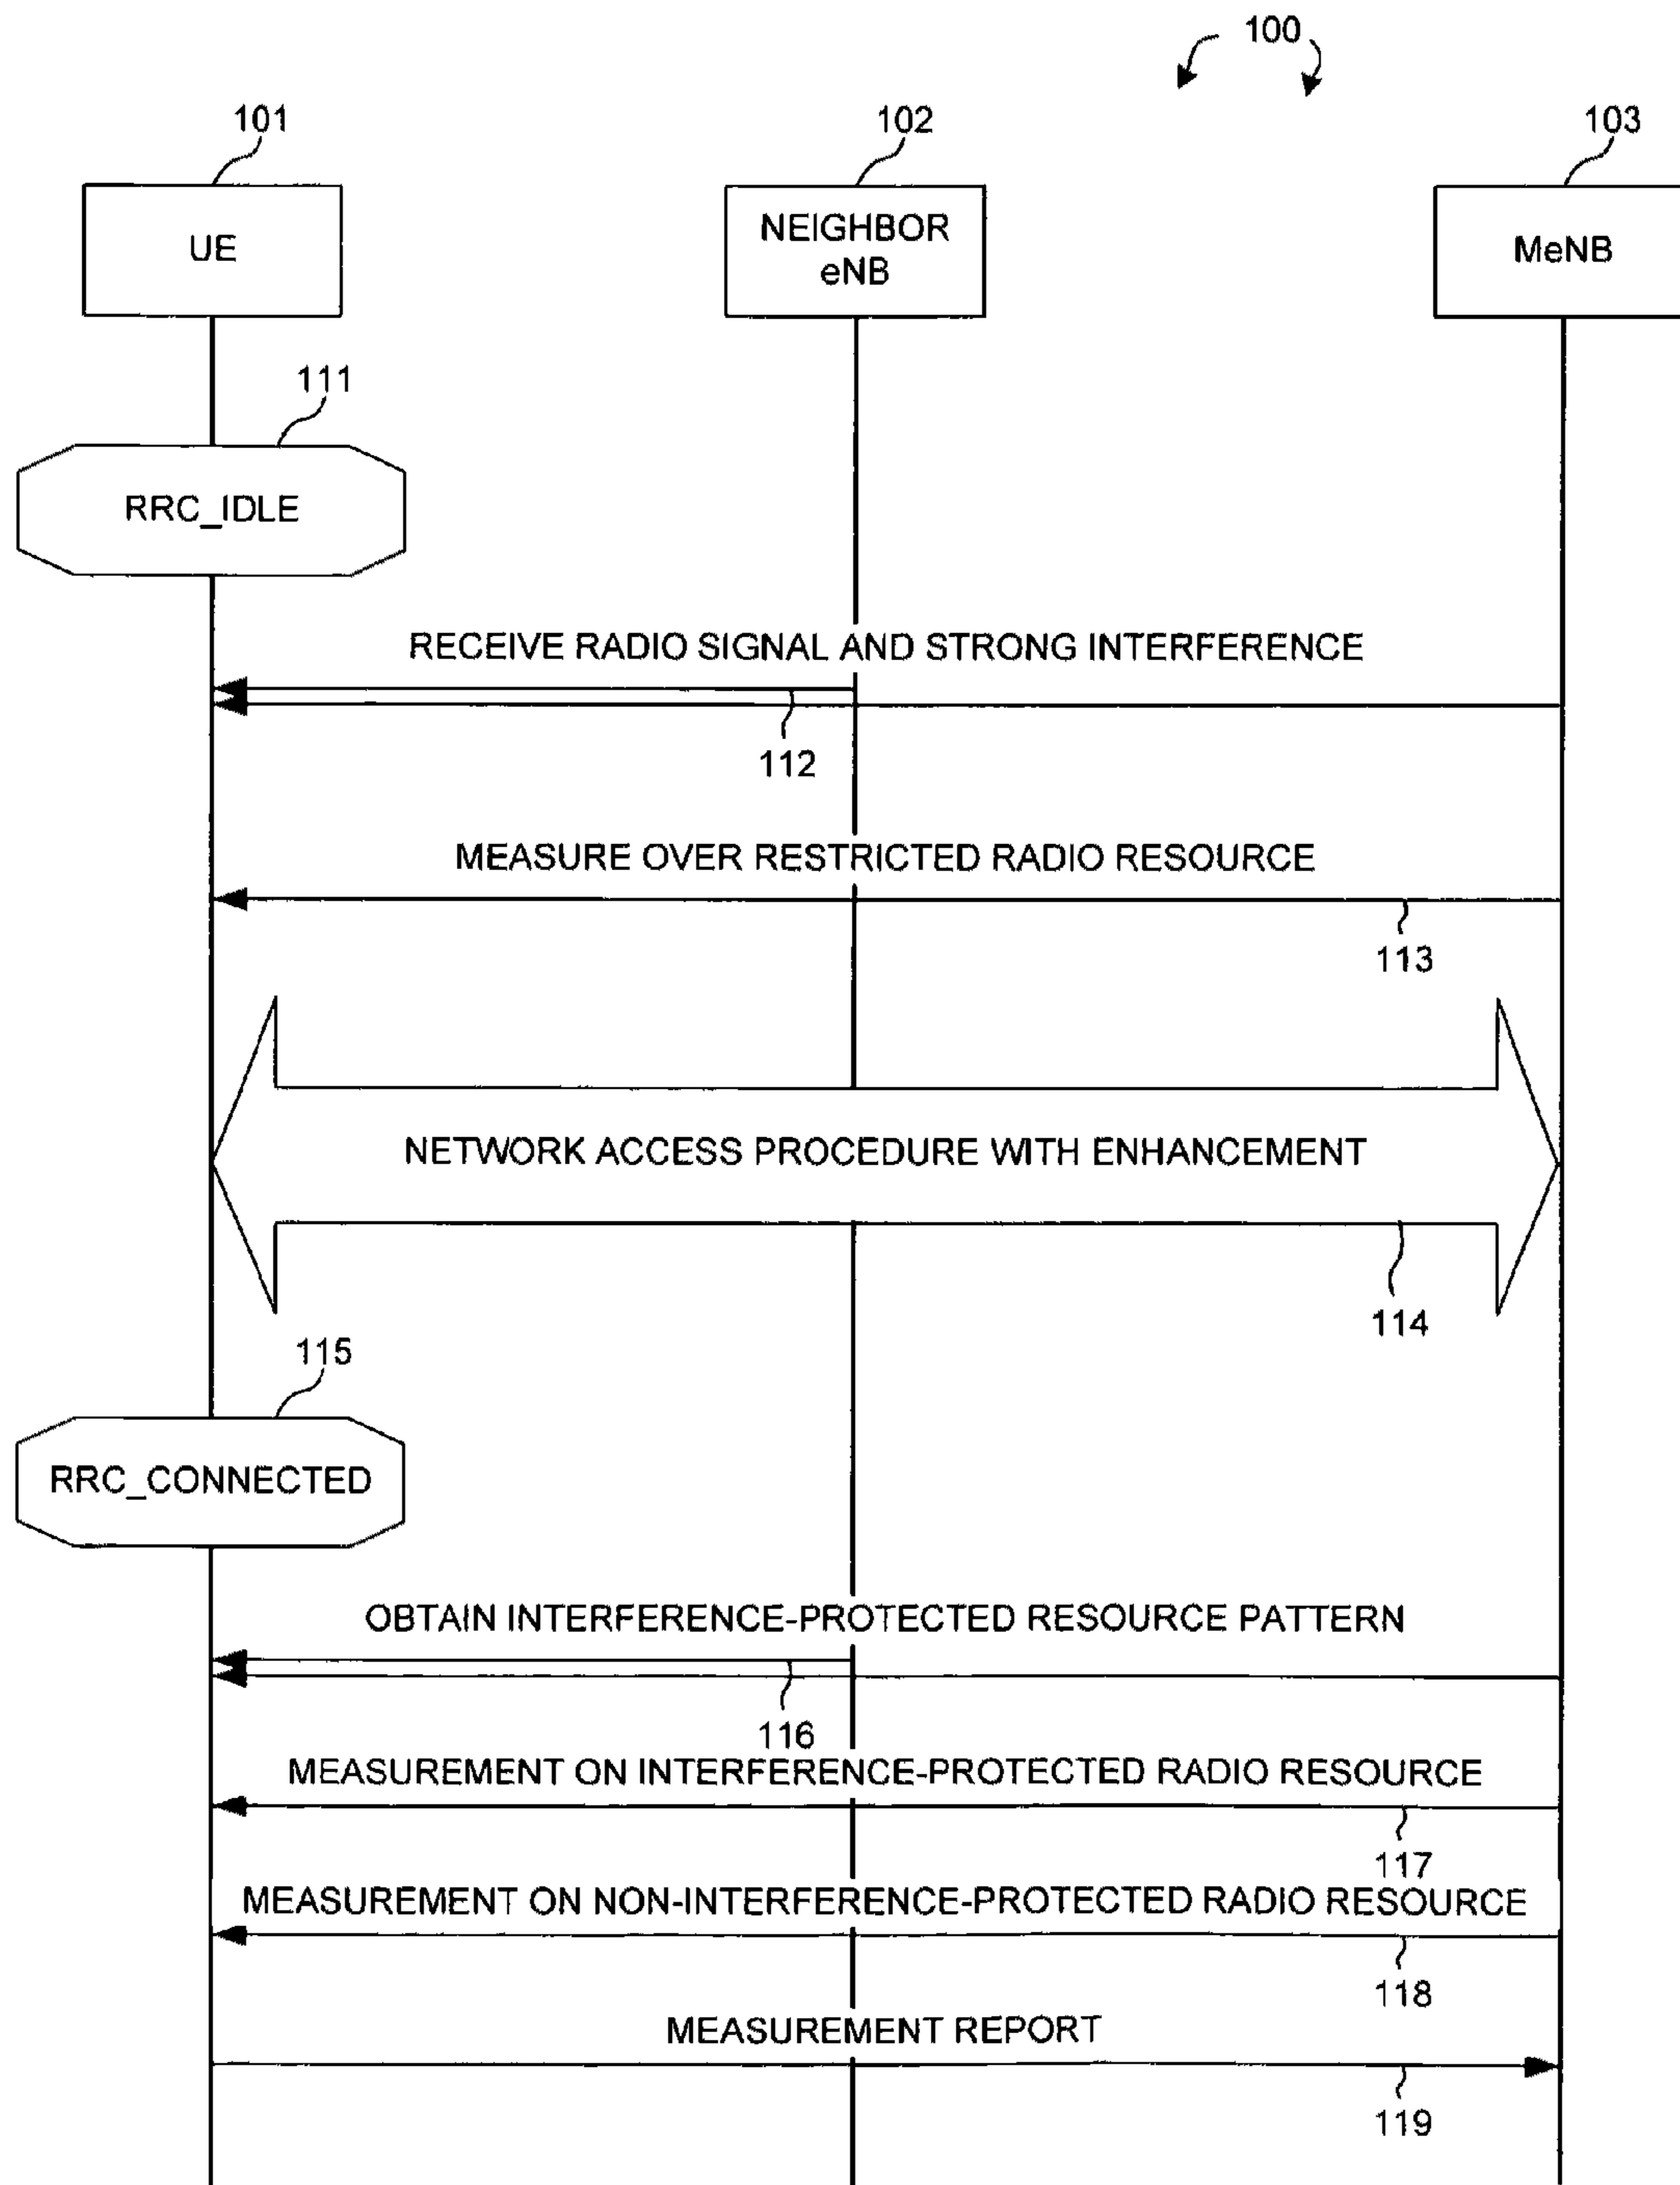 100
101
102
103
UE
NEIGHBOR
eNB
MeNB
111
RRC_IDLE
RECEIVE RADIO SIGNAL AND STRONG INTERFERENCE
112
MEASURE OVER RESTRICTED RADIO RESOURCE
113
NETWORK ACCESS PROCEDURE WITH ENHANCEMENT
114
115
RRC_CONNECTED
OBTAIN INTERFERENCE-PROTECTED RESOURCE PATTERN
116
MEASUREMENT ON INTERFERENCE-PROTECTED RADIO RESOURCE
117
MEASUREMENT ON NON-INTERFERENCE-PROTECTED RADIO RESOURCE
118
MEASUREMENT REPORT
119